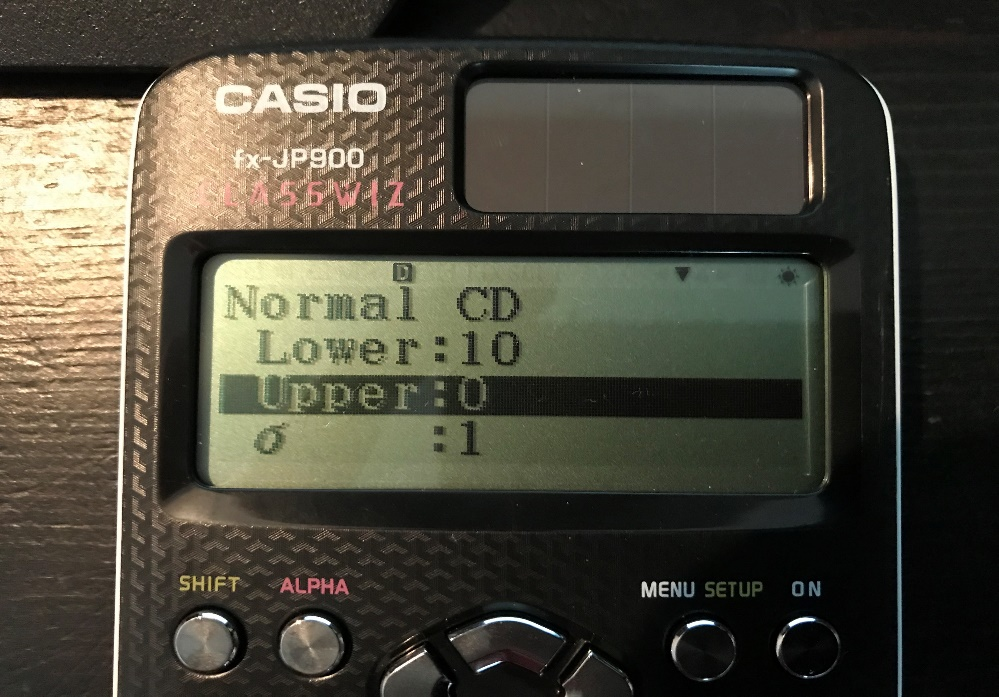 CASIO
fx-JP900
CLASSWIZ
D
Normal CD
Lower:10
Upper:0
σ :1
SHIFT ALPHA MENU SETUP ON